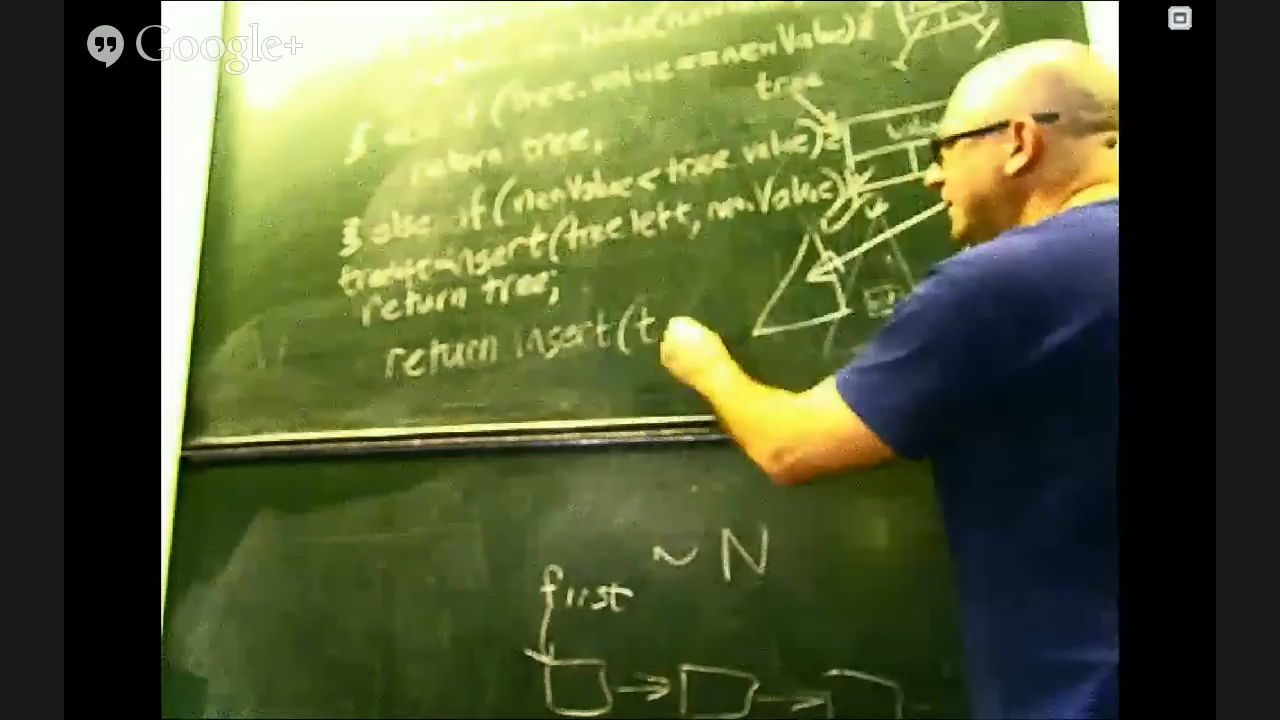 Google+
Node(
} else if (tree.value == newValue) {
tree
return tree;
value
} else if (newValue < tree.value) {
tree.left = insert(tree.left, newValue)
return tree;
return insert(t
~ N
first